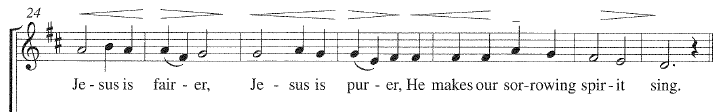 24
Je - sus is fair - er, Je - sus is pur - er, He makes our sor - rowing spir - it sing.